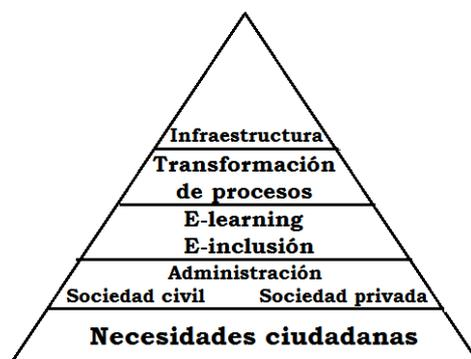 Infraestructura
Transformación
de procesos
E-learning
E-inclusión
Administración
Sociedad civil Sociedad privada
Necesidades ciudadanas